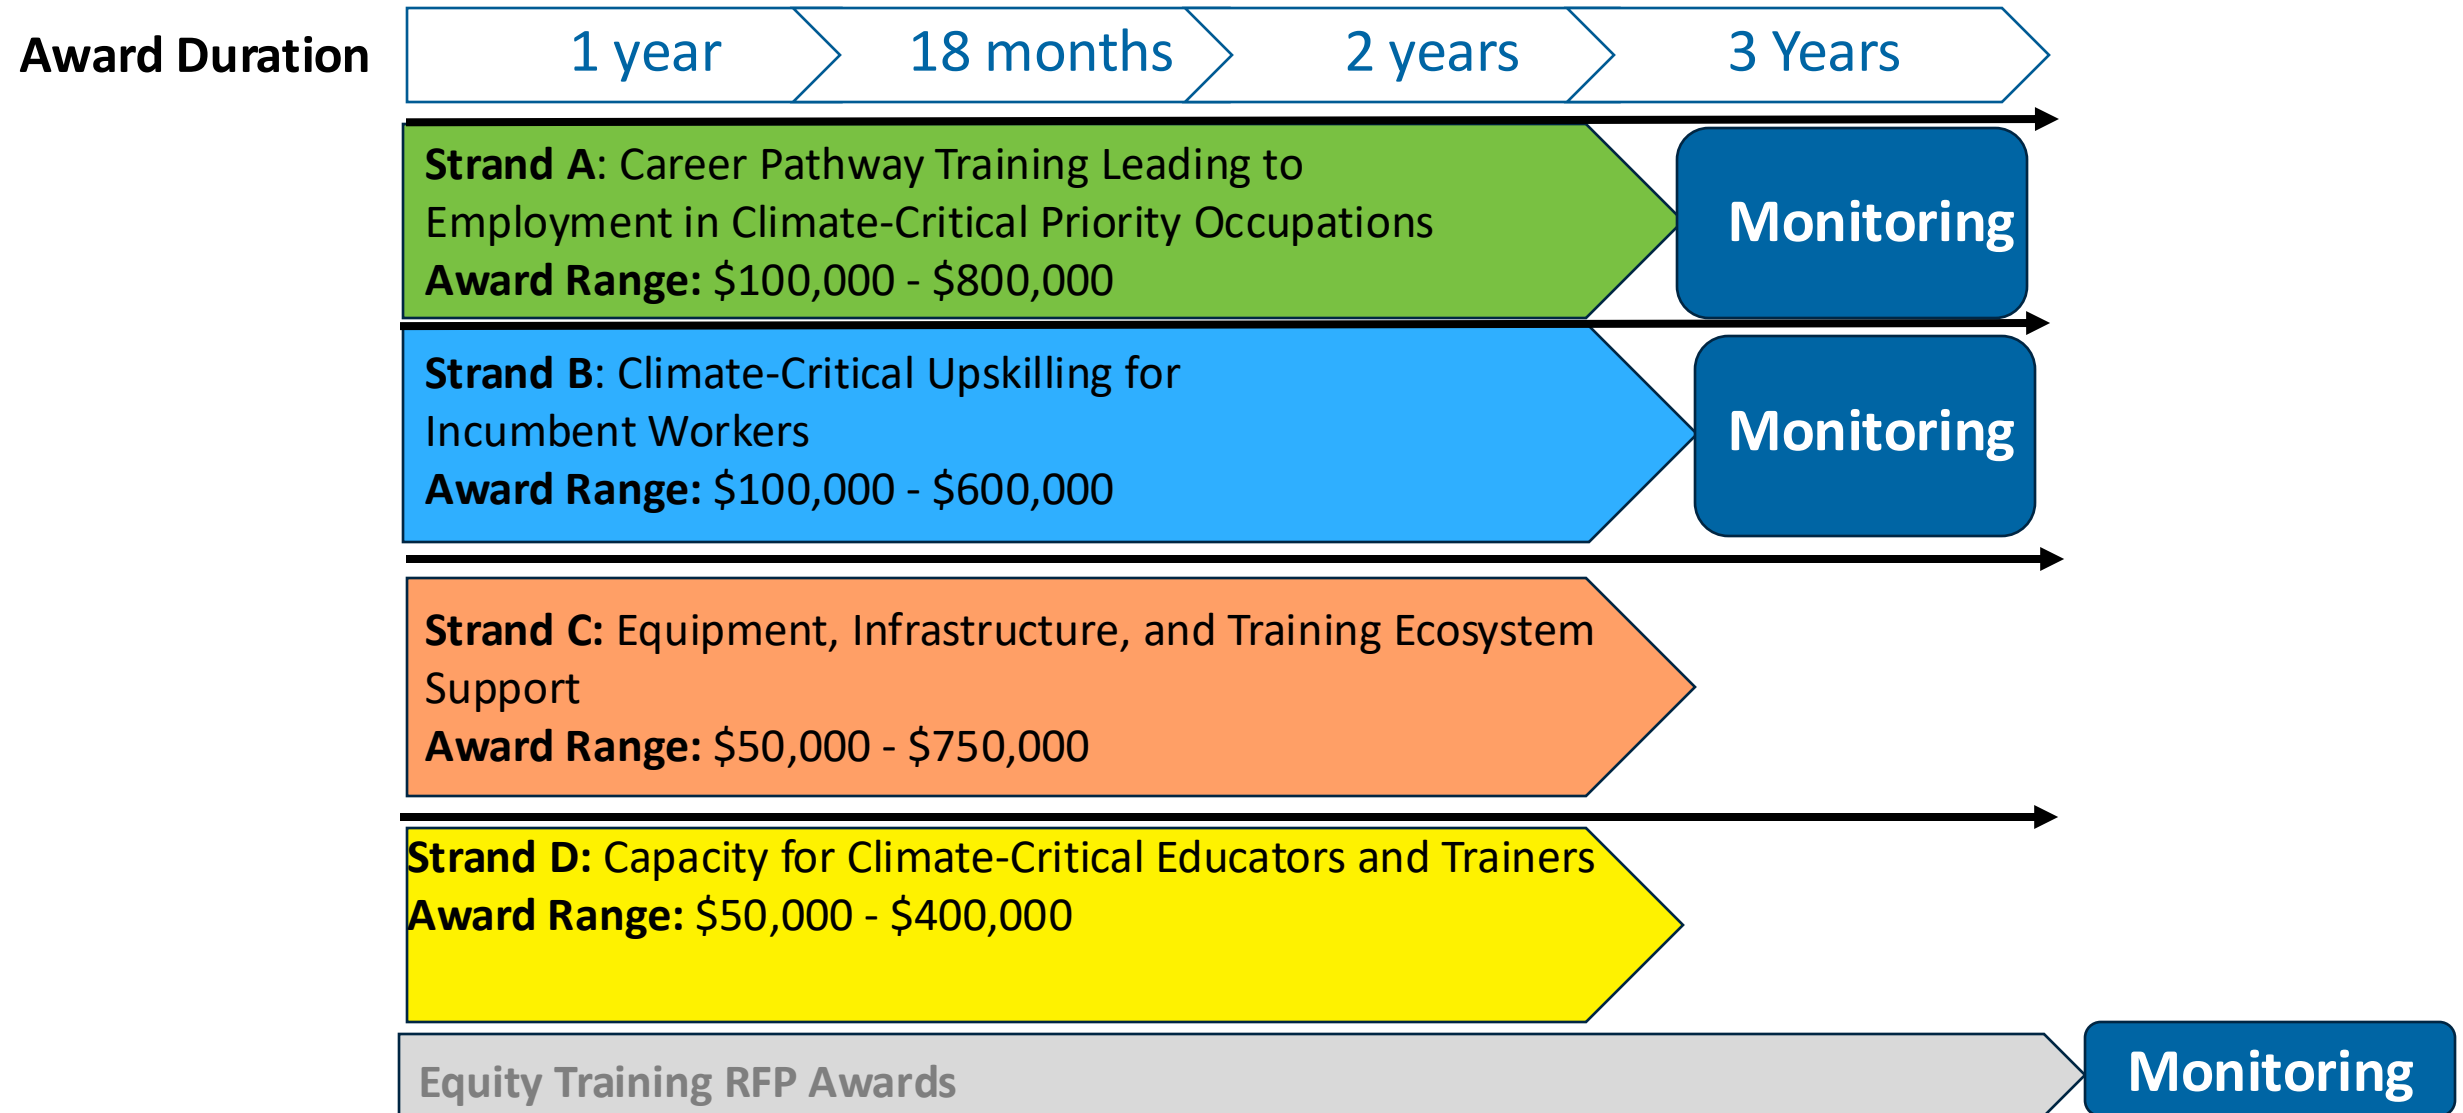 Award Duration
1 year
18 months
2 years
3 Years
Strand A: Career Pathway Training Leading to
Employment in Climate-Critical Priority Occupations
Award Range: $100,000 - $800,000
Monitoring
Strand B: Climate-Critical Upskilling for
Incumbent Workers
Award Range: $100,000 - $600,000
Monitoring
Strand C: Equipment, Infrastructure, and Training Ecosystem
Support
Award Range: $50,000 - $750,000
Strand D: Capacity for Climate-Critical Educators and Trainers
Award Range: $50,000 - $400,000
Equity Training RFP Awards
Monitoring